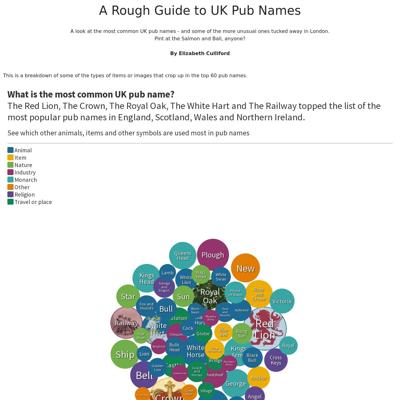 A Rough Guide to UK Pub Names
A look at the most common UK pub names - and some of the more unusual ones tucked away in London.
Pint at the Salmon and Ball, anyone?
By Elizabeth Culliford
This is a breakdown of some of the types of items or images that crop up in the top 60 pub names.
What is the most common UK pub name?
The Red Lion, The Crown, The Royal Oak, The White Hart and The Railway topped the list of the
most popular pub names in England, Scotland, Wales and Northern Ireland.
See which other animals, items and other symbols are used most in pub names
Animal
Item
Nature
Industry
Monarch
Other
Religion
Travel or place
Queens
Head
Plough
New
Kings
Head
Lamb
White
Lion
Star
Sun
Royal
Oak
Victoria
Bull
Railway
Red
Lion
Ship
Lion
Bulls
Head
White
Horse
Kings
Black
Bull
Cross
Keys
Royal
Cock
Globe
Bell
George
Anchor
Angel
Village
Crown